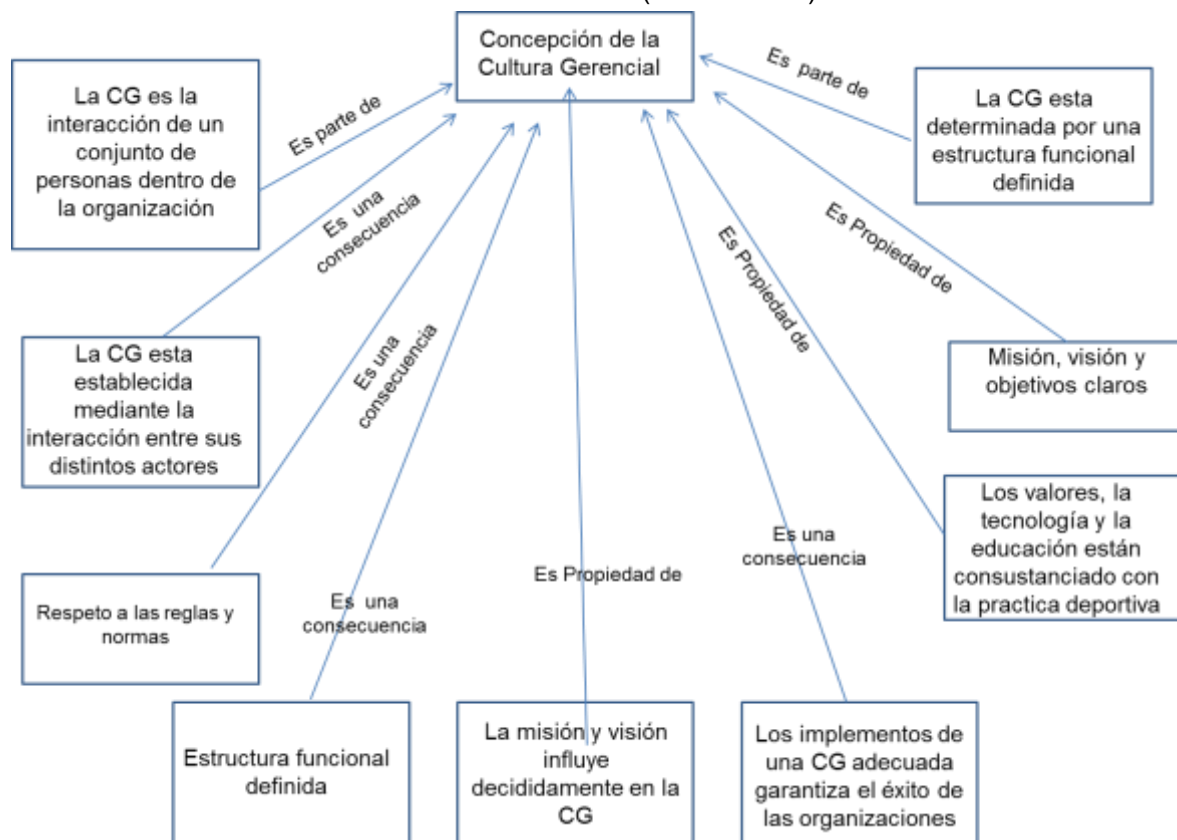 Concepción de la
Cultura Gerencial
La CG es la
interacción de un
conjunto de
personas dentro de
la organización
Es parte de
Es parte de
La CG esta
determinada por una
estructura funcional
definida
Es una
consecuencia
Es Propiedad de
Es Propiedad de
La CG esta
establecida
mediante la
interacción entre sus
distintos actores
Es una
consecuencia
Misión, visión y
objetivos claros
Los valores, la
tecnología y la
educación están
consustanciado con
la practica deportiva
Respeto a las reglas y
normas
Es una
consecuencia
Es Propiedad de
Es una
consecuencia
Estructura funcional
definida
La misión y visión
influye
decididamente en la
CG
Los implementos de
una CG adecuada
garantiza el éxito de
las organizaciones